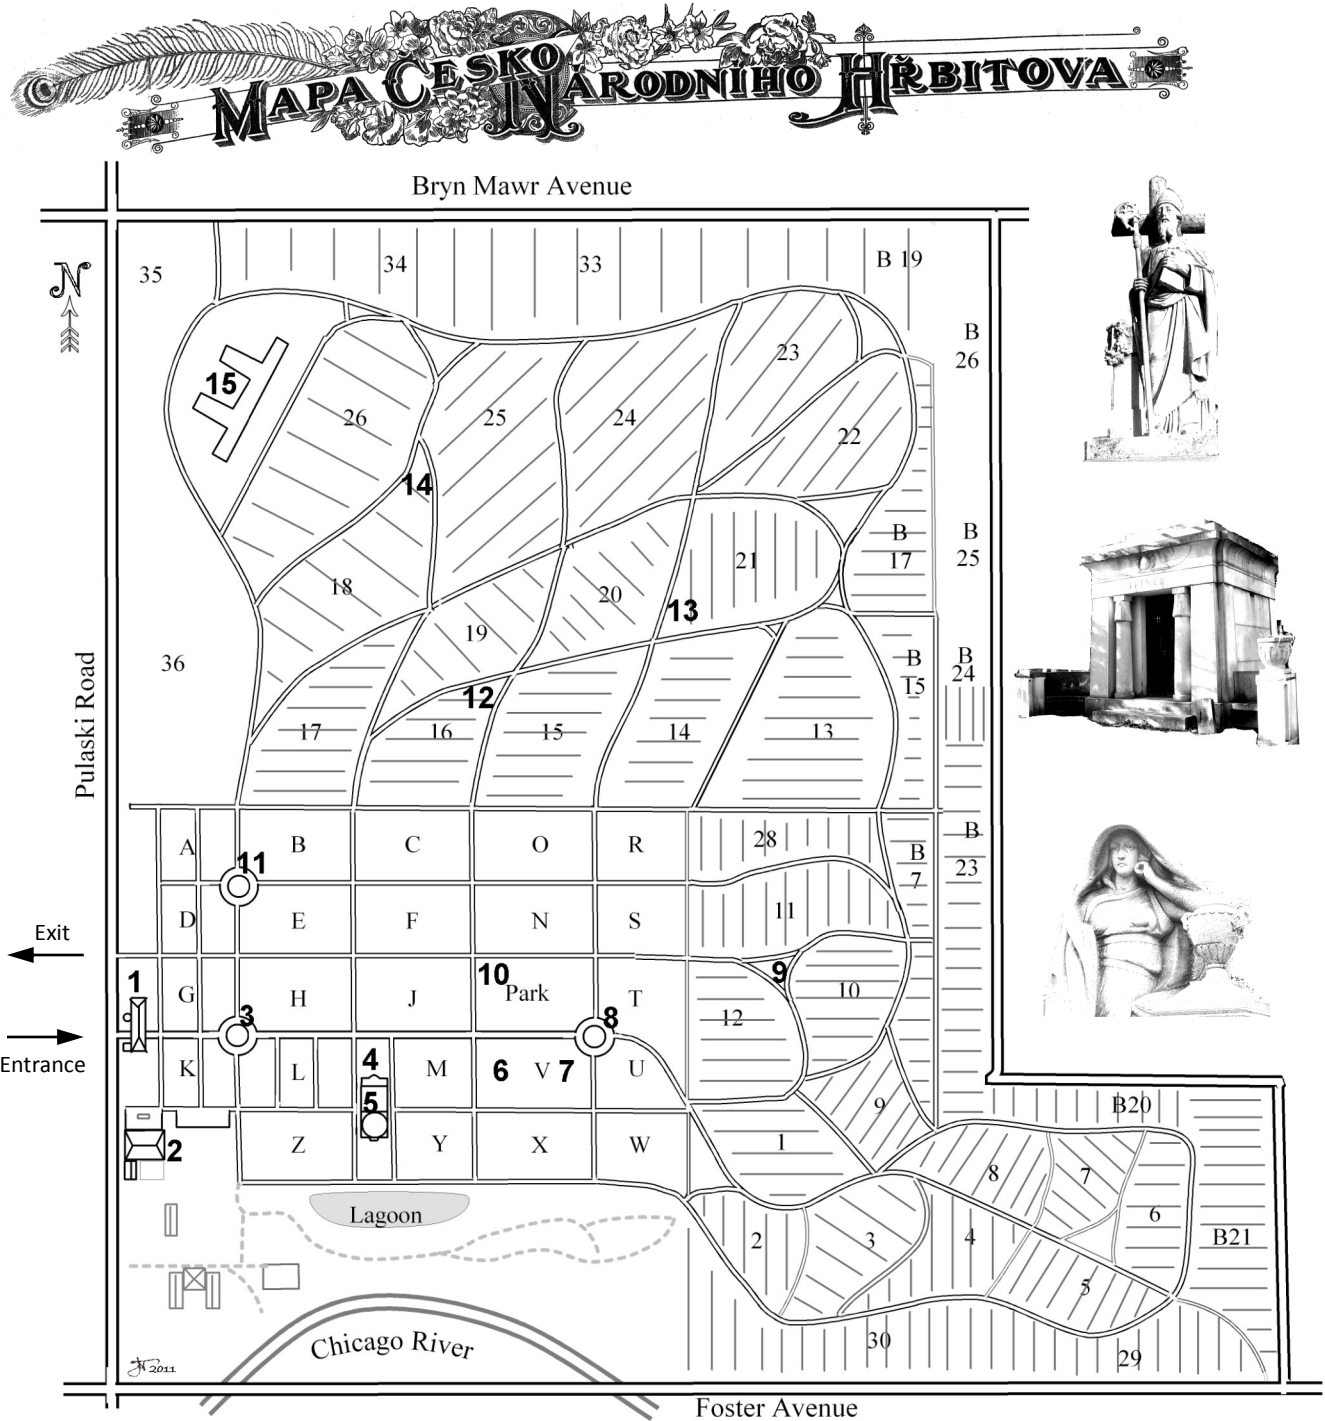 MAPA ČESKO NÁRODNÍHO HŘBITOVA
Bryn Mawr Avenue
N
35
34
33
B 19
B
26
15
26
25
24
23
22
14
B
17
B
25
18
19
20
21
13
36
Pulaski Road
12
17
16
15
14
13
B
15
B
24
A
B
C
O
R
28
B
7
B
23
11
D
E
F
N
S
11
Exit
1
G
H
J
10
Park
T
9
10
12
3
8
Entrance
K
L
4
5
M
6
V
7
U
9
B20
2
Z
Y
X
W
1
8
7
6
B21
Lagoon
2
3
4
5
Chicago River
30
29
2011
Foster Avenue